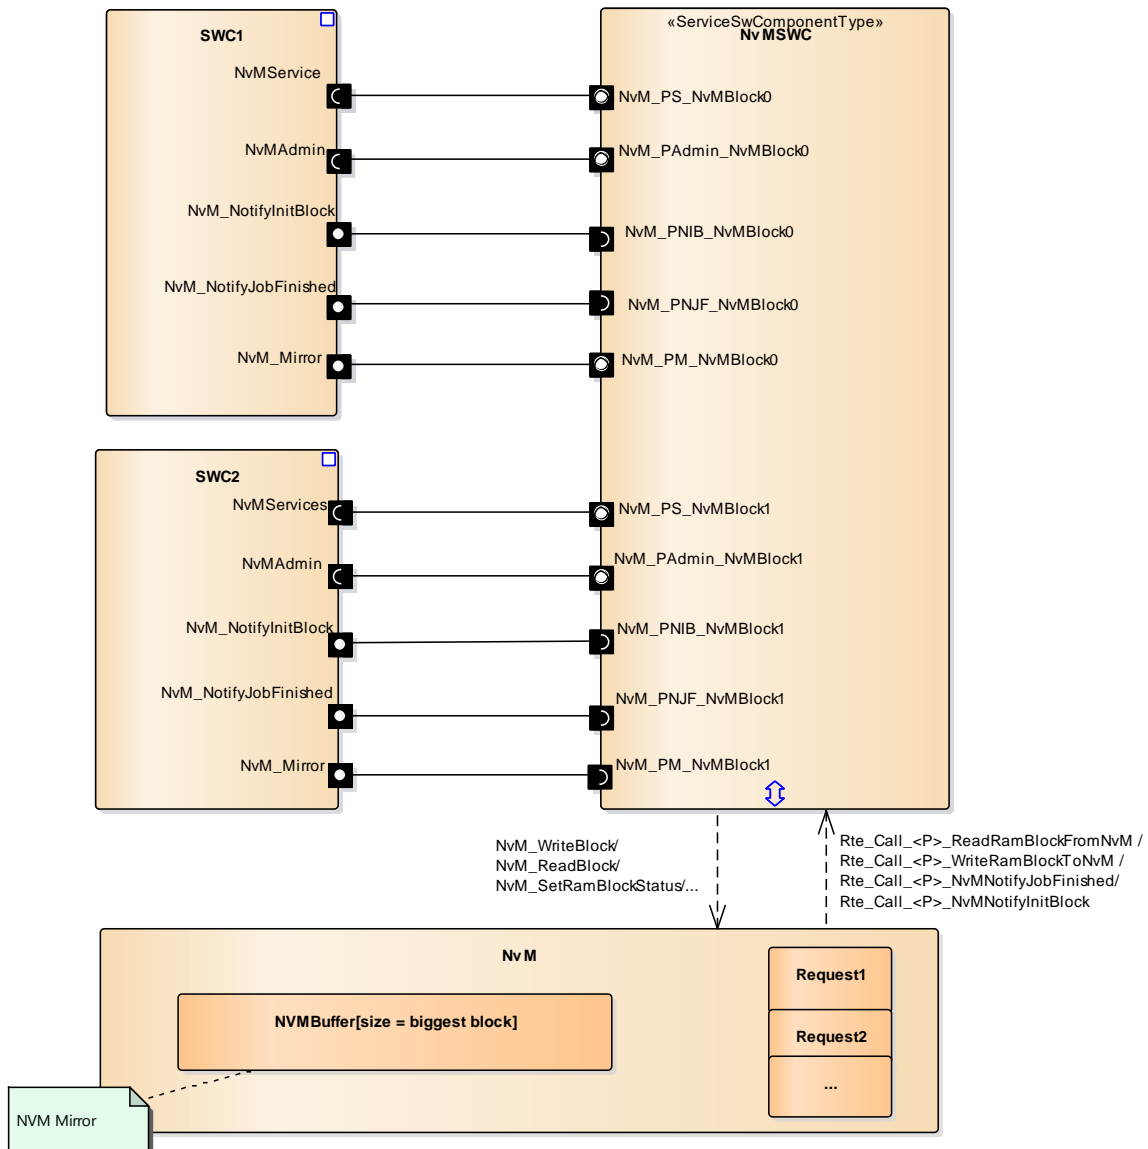 SWC1
NvMService
NvMAdmin
NvM_NotifyInitBlock
NvM_NotifyJobFinished
NvM_Mirror
«ServiceSwComponentType»
NvMSWC
NvM_PS_NvMBlock0
NvM_PAdmin_NvMBlock0
NvM_PNIB_NvMBlock0
NvM_PNJF_NvMBlock0
NvM_PM_NvMBlock0
SWC2
NvMServices
NvMAdmin
NvM_NotifyInitBlock
NvM_NotifyJobFinished
NvM_Mirror
NvM_PS_NvMBlock1
NvM_PAdmin_NvMBlock1
NvM_PNIB_NvMBlock1
NvM_PNJF_NvMBlock1
NvM_PM_NvMBlock1
NvM_WriteBlock/
NvM_ReadBlock/
NvM_SetRamBlockStatus/...
Rte_Call_<P>_ReadRamBlockFromNvM /
Rte_Call_<P>_WriteRamBlockToNvM /
Rte_Call_<P>_NvMNotifyJobFinished/
Rte_Call_<P>_NvMNotifyInitBlock
NvM
NVMBuffer[size = biggest block]
Request1
Request2
...
NVM Mirror